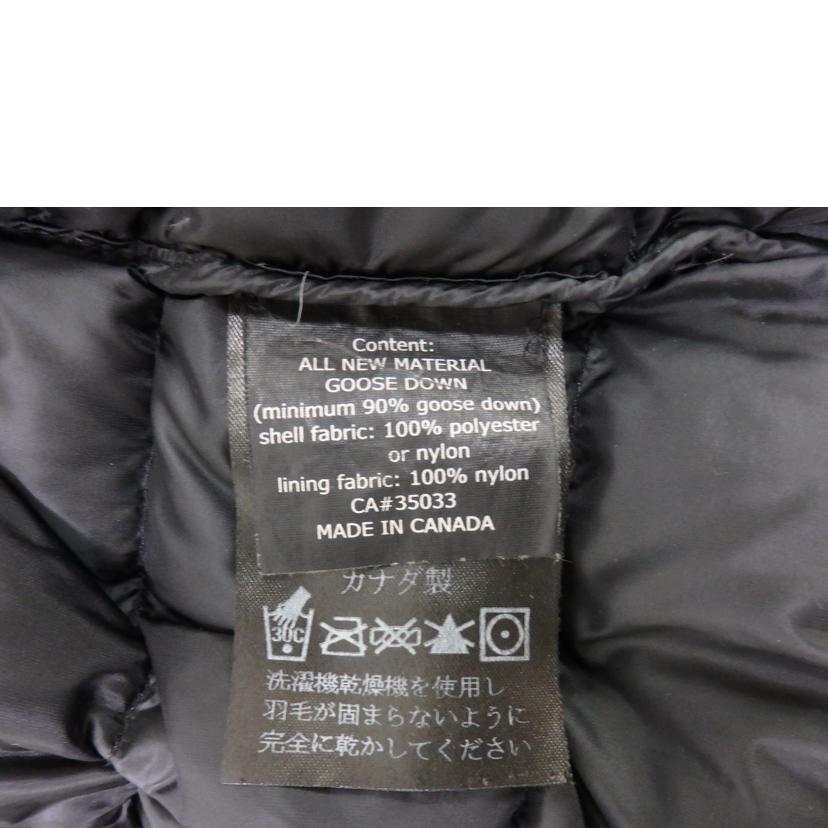 Content:
ALL NEW MATERIAL
GOOSE DOWN
(minimum 90% goose down)
shell fabric: 100% polyester
or nylon
lining fabric: 100% nylon
CA#35033
MADE IN CANADA
カナダ製
30C
洗濯機乾燥機を使用し
羽毛が固まらないように
完全に乾かしてください